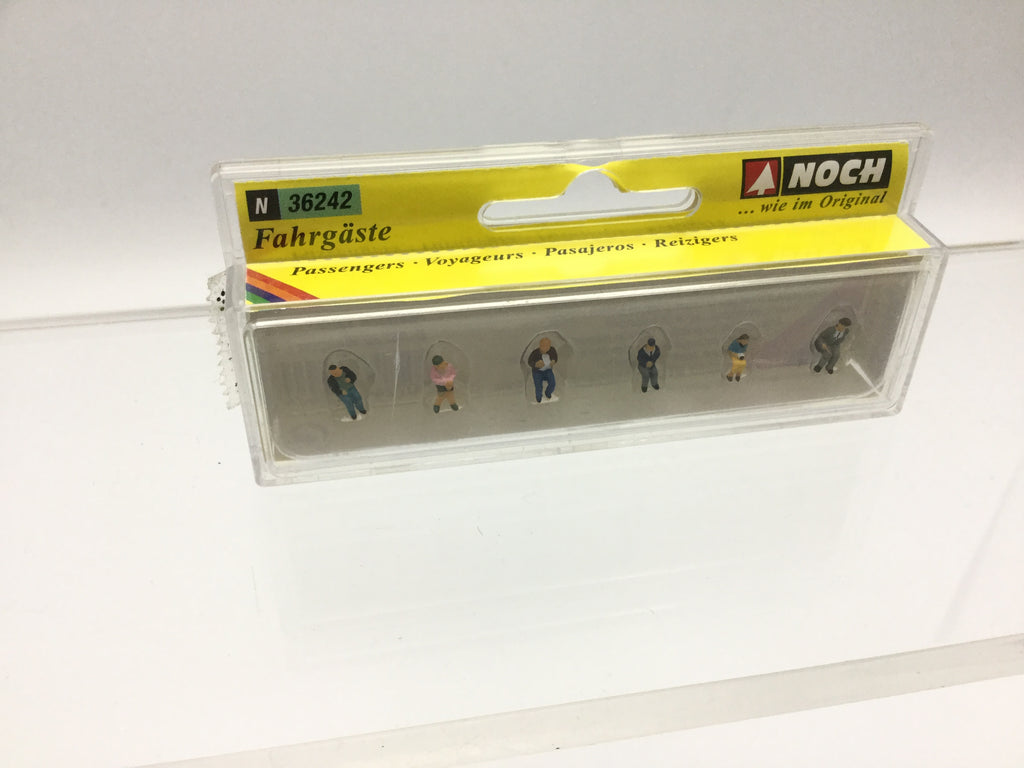 N 36242
Fahrgäste
Passengers · Voyageurs · Pasajeros · Reizigers
NOCH
... wie im Original